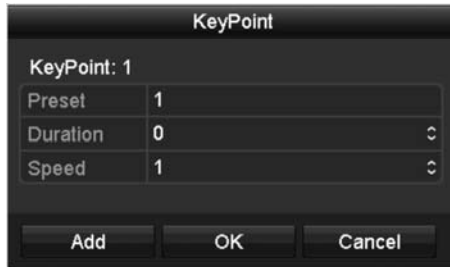 KeyPoint
KeyPoint: 1
Preset 1
Duration 0
Speed 1
Add OK Cancel